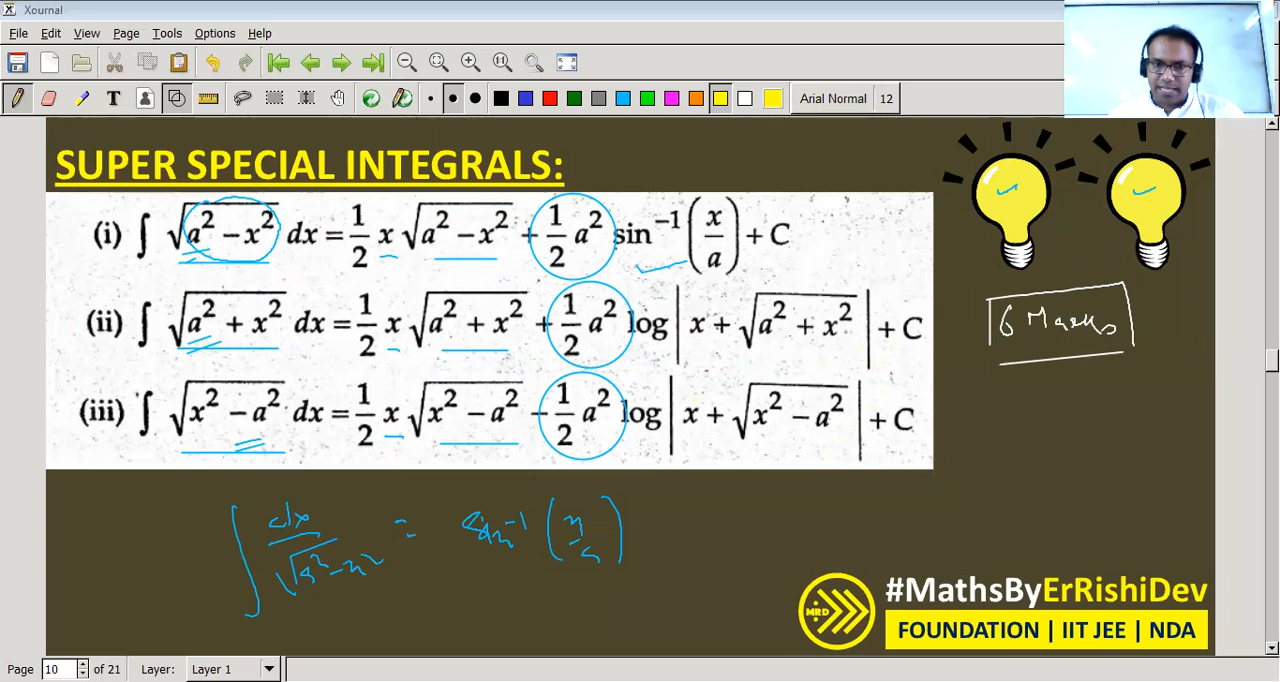 Xournal
File Edit View Page Tools Options Help
Arial Normal 12
SUPER SPECIAL INTEGRALS:
(i) ∫ √(a² − x²) dx = 1/2 x √(a² − x²) + 1/2 a² sin⁻¹ (x/a) + C
(ii) ∫ √(a² + x²) dx = 1/2 x √(a² + x²) + 1/2 a² log | x + √(a² + x²) | + C
(iii) ∫ √(x² − a²) dx = 1/2 x √(x² − a²) − 1/2 a² log | x + √(x² − a²) | + C
6 Marks
∫ dx/√(a² − x²) = sin⁻¹ (x/a)
MRD
#MathsByErRishiDev
FOUNDATION | IIT JEE | NDA
Page 10 of 21 Layer: Layer 1